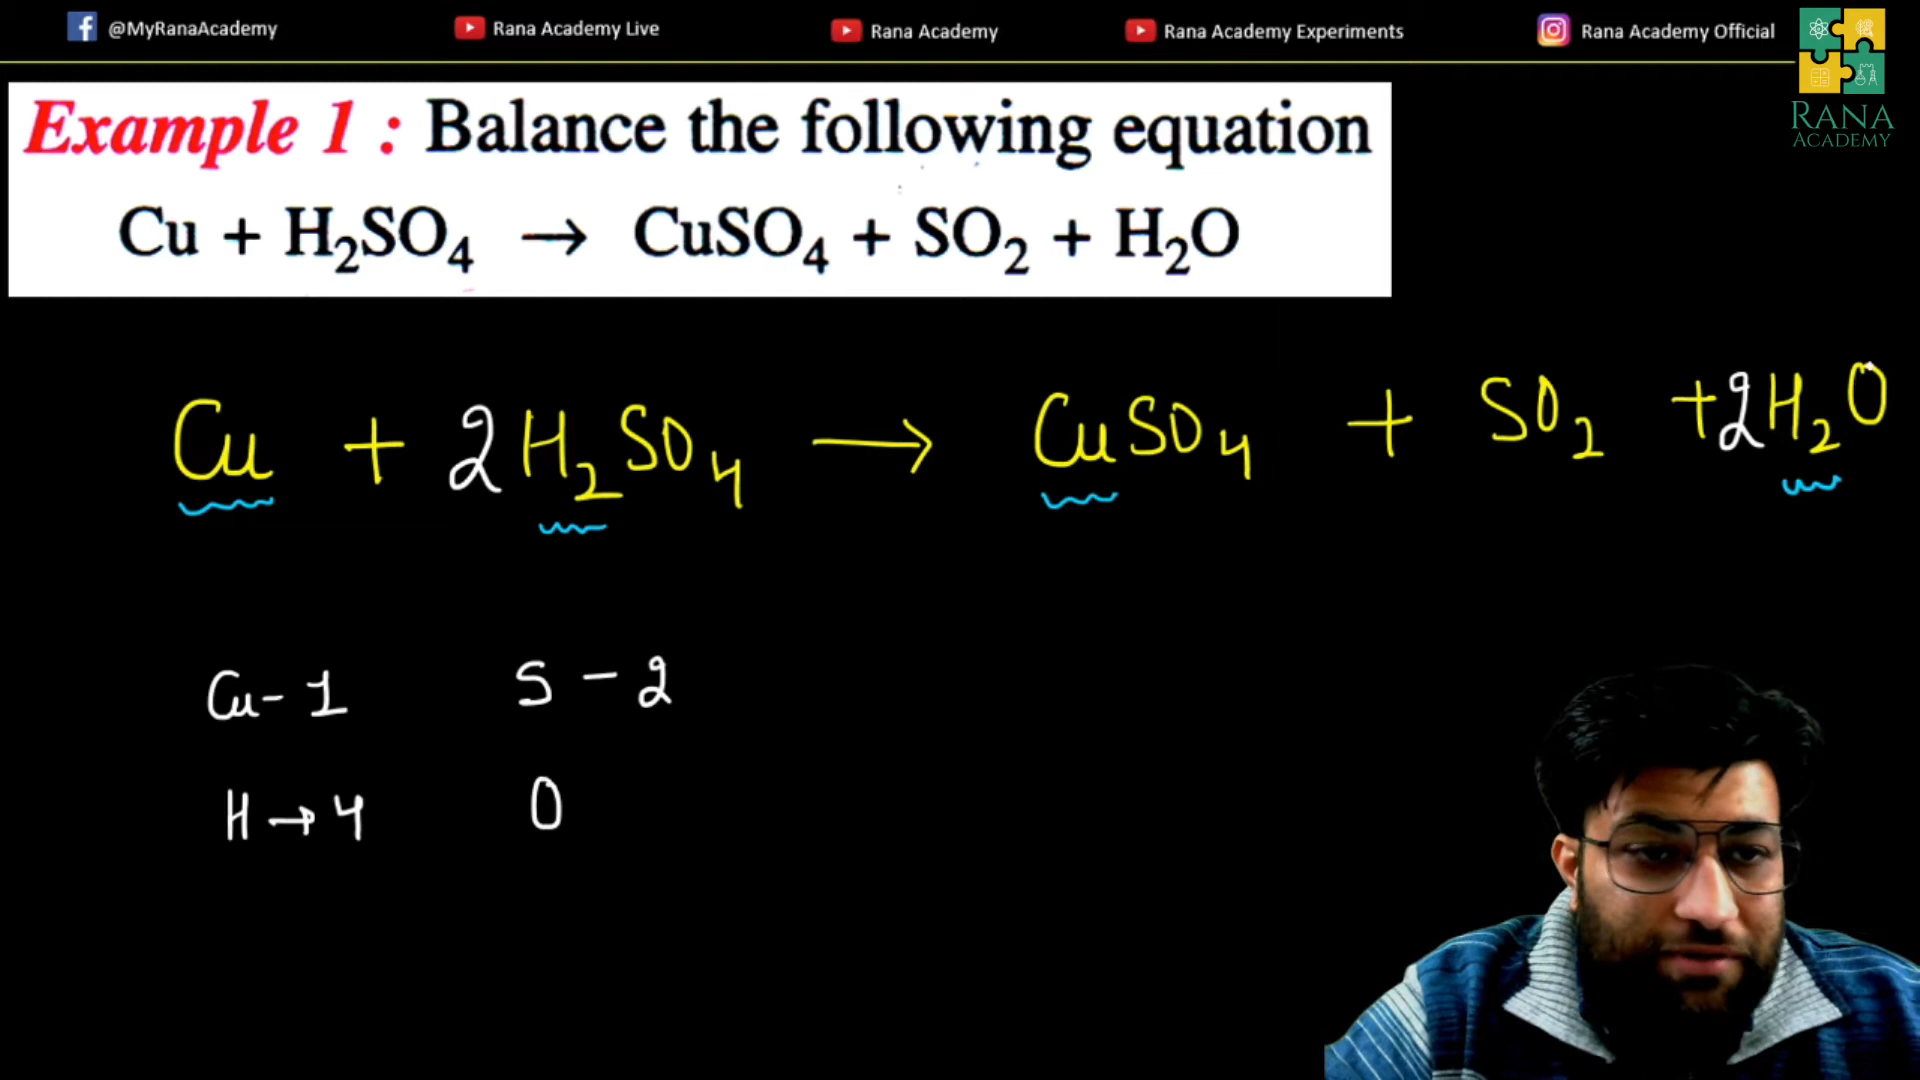 @MyRanaAcademy Rana Academy Live Rana Academy Rana Academy Experiments Rana Academy Official
RANA
ACADEMY
Example 1 : Balance the following equation
Cu + H₂SO₄ → CuSO₄ + SO₂ + H₂O
Cu + 2H₂SO₄ → CuSO₄ + SO₂ + 2H₂O
Cu - 1 S - 2
H → 4 O